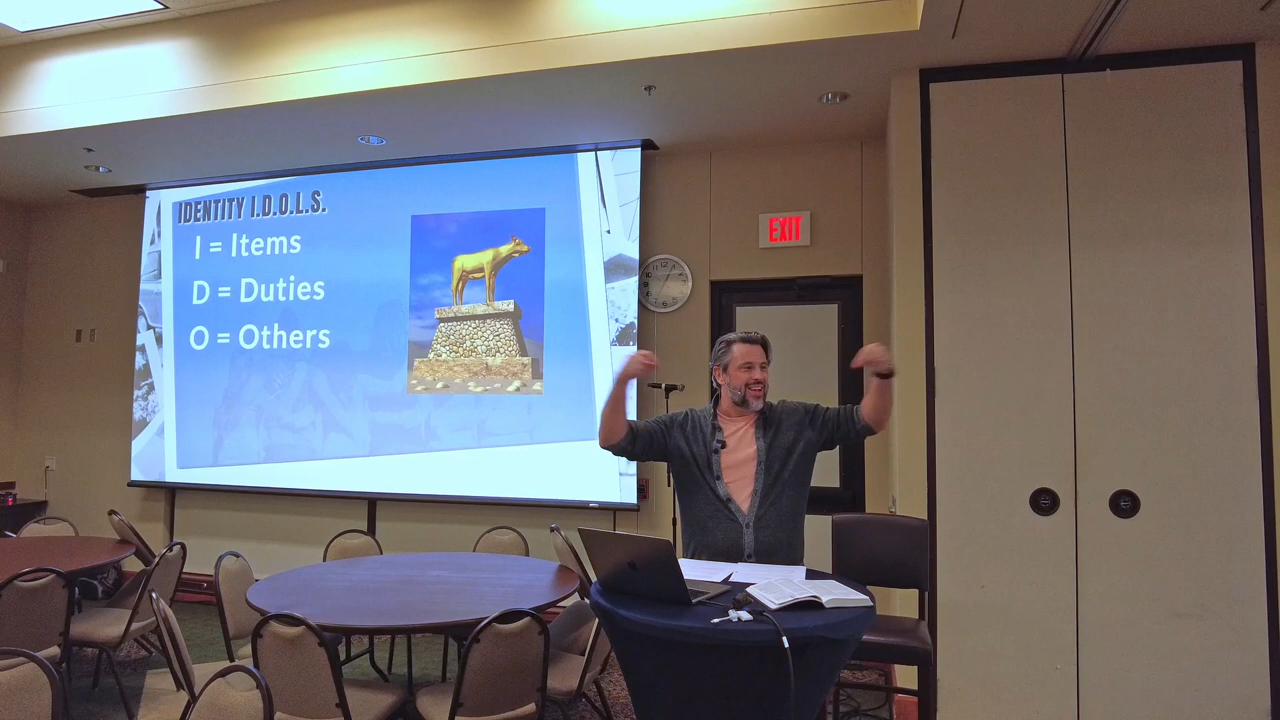 IDENTITY I.D.O.L.S.
I = Items
D = Duties
O = Others
EXIT